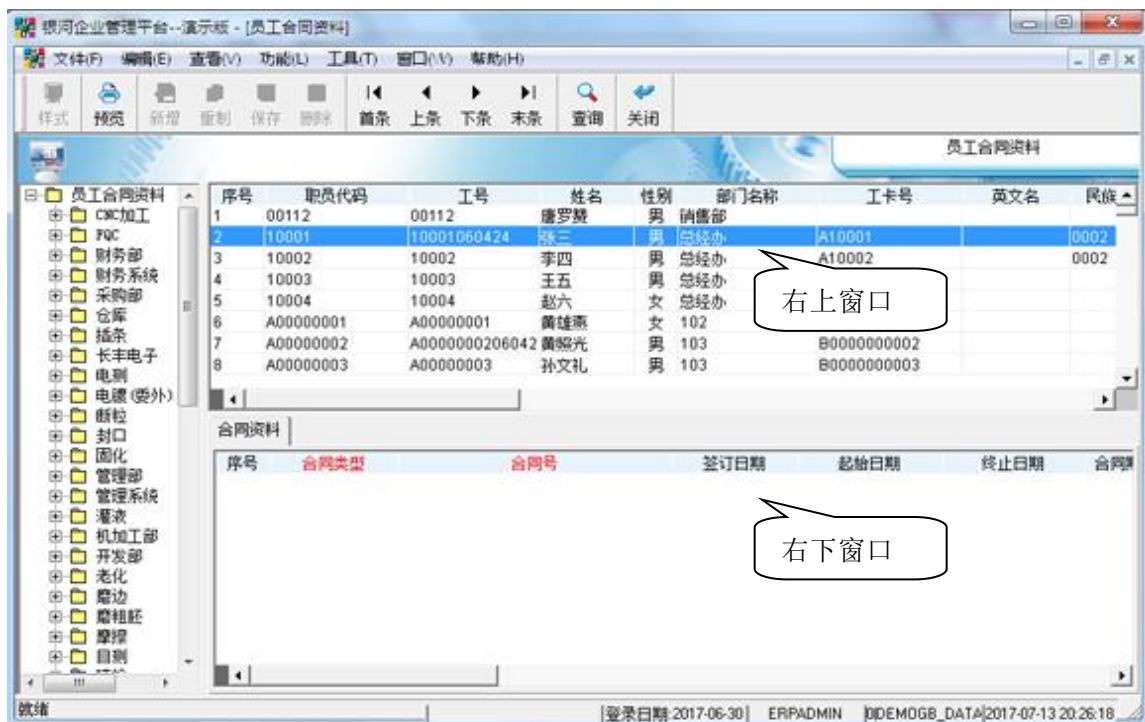 银河企业管理平台--演示版 - [员工合同资料]
文件(F) 编辑(E) 查看(V) 功能(L) 工具(T) 窗口(W) 帮助(H)
样式 预览 新增 重制 保存 删除 首条 上条 下条 末条 查询 关闭
员工合同资料
员工合同资料
CNC加工
FQC
财务部
财务系统
采购部
仓库
插条
长丰电子
电测
电镀(委外)
断粒
封口
固化
管理部
管理系统
灌液
机加工部
开发部
老化
磨边
磨粗胚
摩擦
目测
序号 职员代码 工号 姓名 性别 部门名称 工卡号 英文名 民族
1 00112 00112 唐罗赞 男 销售部
2 10001 10001060424 张三 男 总经办 A10001 0002
3 10002 10002 李四 男 总经办 A10002 0002
4 10003 10003 王五 男 总经办
5 10004 10004 赵六 女 总经办
6 A00000001 A00000001 黄雄燕 女 102
7 A00000002 A0000000206042 黄照光 男 103 B0000000002
8 A00000003 A00000003 孙文礼 男 103 B0000000003
右上窗口
合同资料
序号 合同类型 合同号 签订日期 起始日期 终止日期
右下窗口
就绪 登录日期:2017-06-30 ERPADMIN 2017-07-13 20:26:18